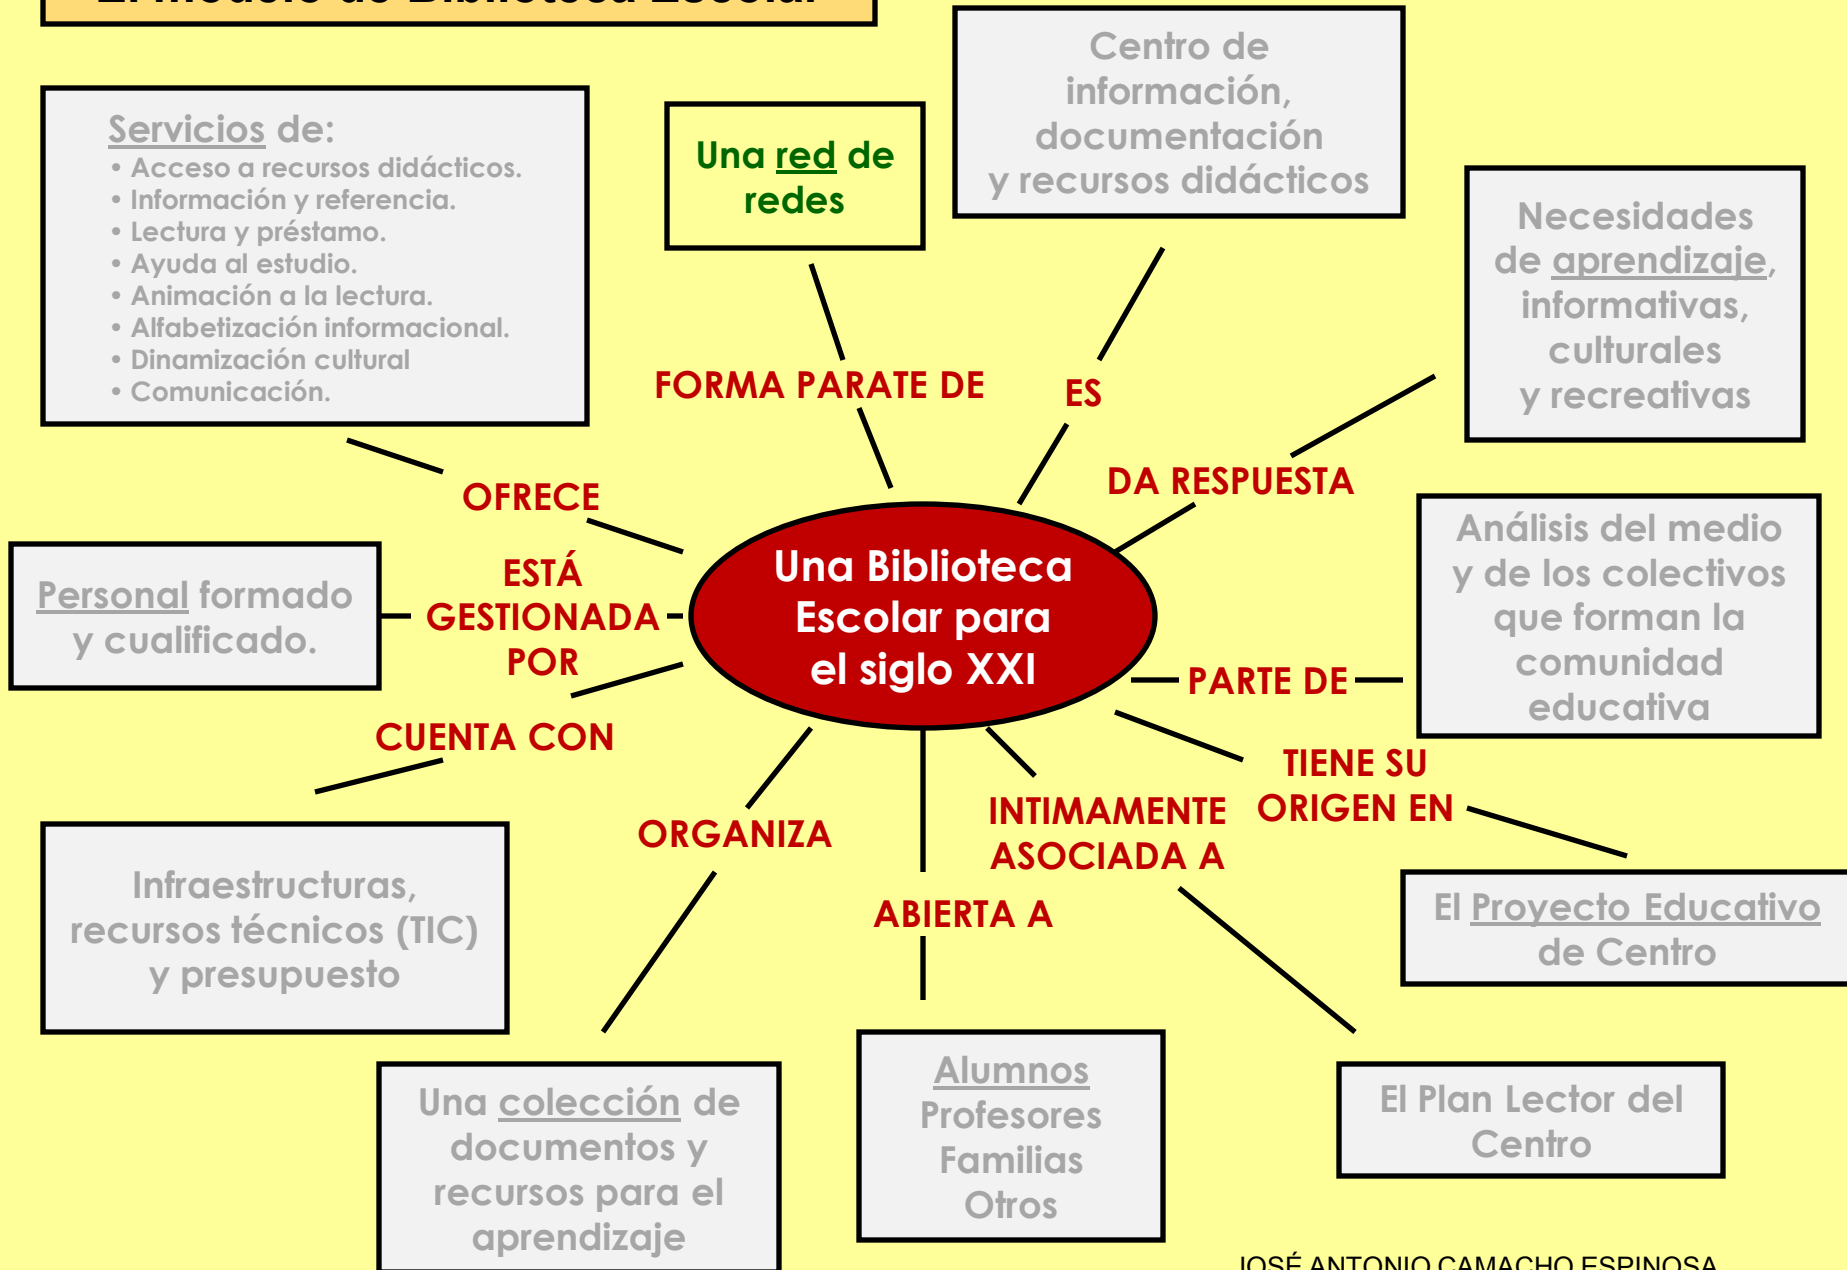 El Modelo de Biblioteca Escolar
Centro de
información,
documentación
y recursos didácticos
Servicios de:
• Acceso a recursos didácticos.
• Información y referencia.
• Lectura y préstamo.
• Ayuda al estudio.
• Animación a la lectura.
• Alfabetización informacional.
• Dinamización cultural
• Comunicación.
Una red de
redes
Necesidades
de aprendizaje,
informativas,
culturales
y recreativas
FORMA PARATE DE
ES
DA RESPUESTA
OFRECE
Análisis del medio
y de los colectivos
que forman la
comunidad
educativa
Personal formado
y cualificado.
ESTÁ
GESTIONADA
POR
Una Biblioteca
Escolar para
el siglo XXI
PARTE DE
CUENTA CON
TIENE SU
ORIGEN EN
ORGANIZA
INTIMAMENTE
ASOCIADA A
ABIERTA A
Infraestructuras,
recursos técnicos (TIC)
y presupuesto
El Proyecto Educativo
de Centro
Una colección de
documentos y
recursos para el
aprendizaje
Alumnos
Profesores
Familias
Otros
El Plan Lector del
Centro
JOSÉ ANTONIO CAMACHO ESPINOSA